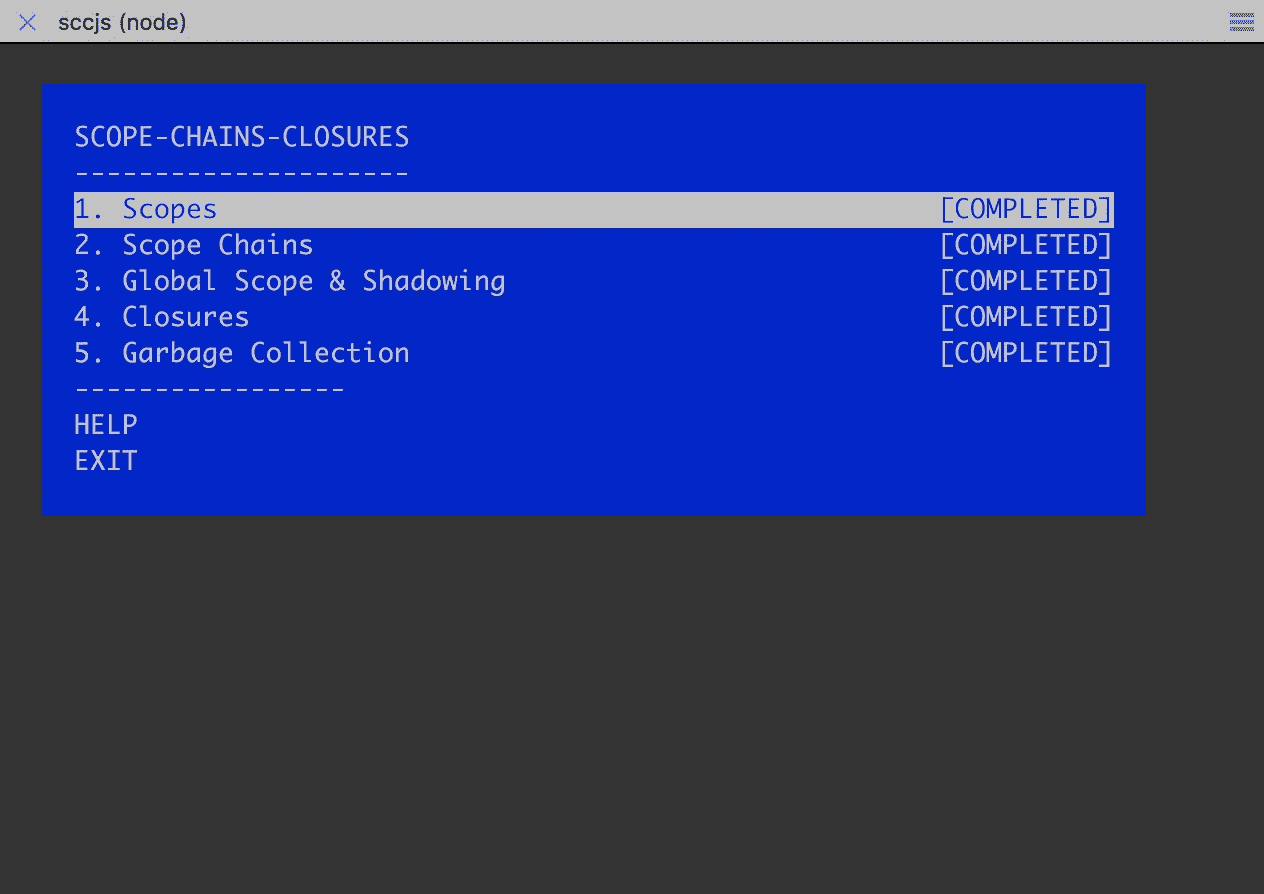 sccjs (node)
SCOPE-CHAINS-CLOSURES
---------------------
1. Scopes [COMPLETED]
2. Scope Chains [COMPLETED]
3. Global Scope & Shadowing [COMPLETED]
4. Closures [COMPLETED]
5. Garbage Collection [COMPLETED]
-----------------
HELP
EXIT